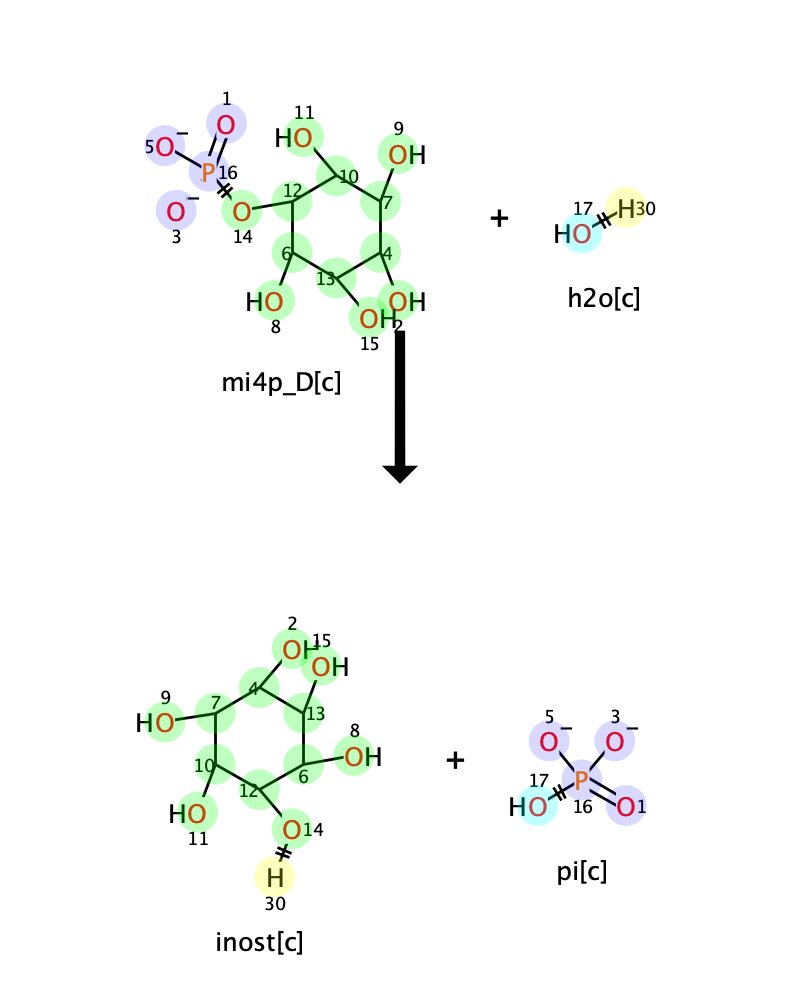 1
11
9
5 O⁻ O HO OH
P 16 10
12 7
O⁻ O
3 14
+
17 H 30
HO
6 4
13
HO OH
8 OH 2
15
h2o[c]
mi4p_D[c]
2
OH 15
OH
4
9 7
HO 13
8
10 OH
6
12
HO O 14
11
H
30
inost[c]
+
5 3
O⁻ O⁻
17 P
HO 16 O 1
pi[c]